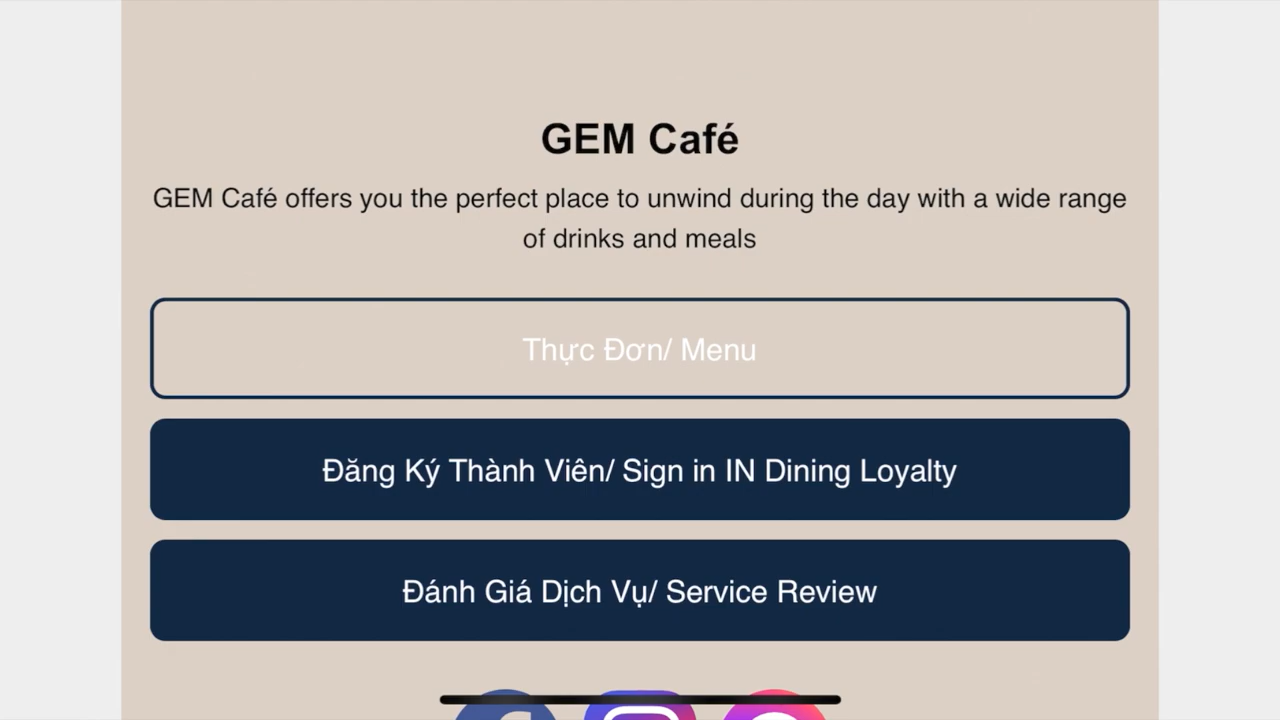 GEM Café
GEM Café offers you the perfect place to unwind during the day with a wide range
of drinks and meals
Thực Đơn/ Menu
Đăng Ký Thành Viên/ Sign in IN Dining Loyalty
Đánh Giá Dịch Vụ/ Service Review